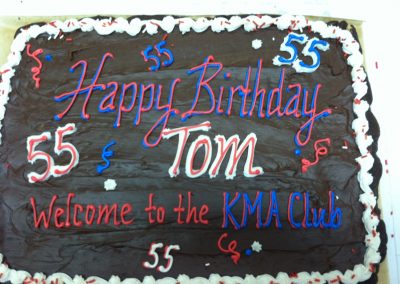 55 55
Happy Birthday
55 Tom
Welcome to the KMA Club
55